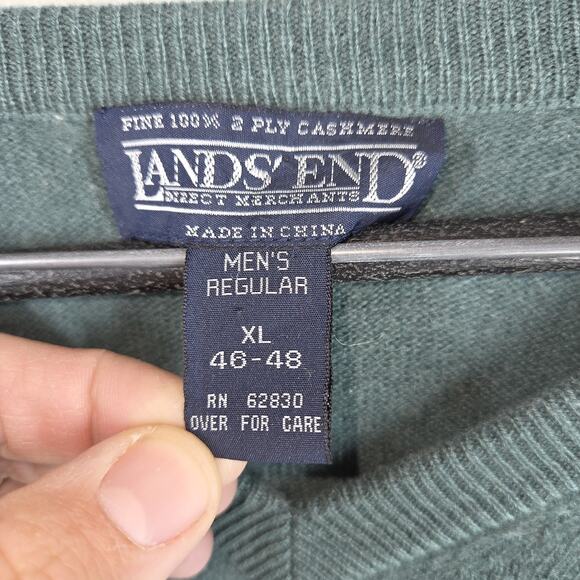 FINE 100% 2 PLY CASHMERE
LANDS' END®
DIRECT MERCHANTS
MADE IN CHINA
MEN'S
REGULAR
XL
46-48
RN 62830
OVER FOR CARE